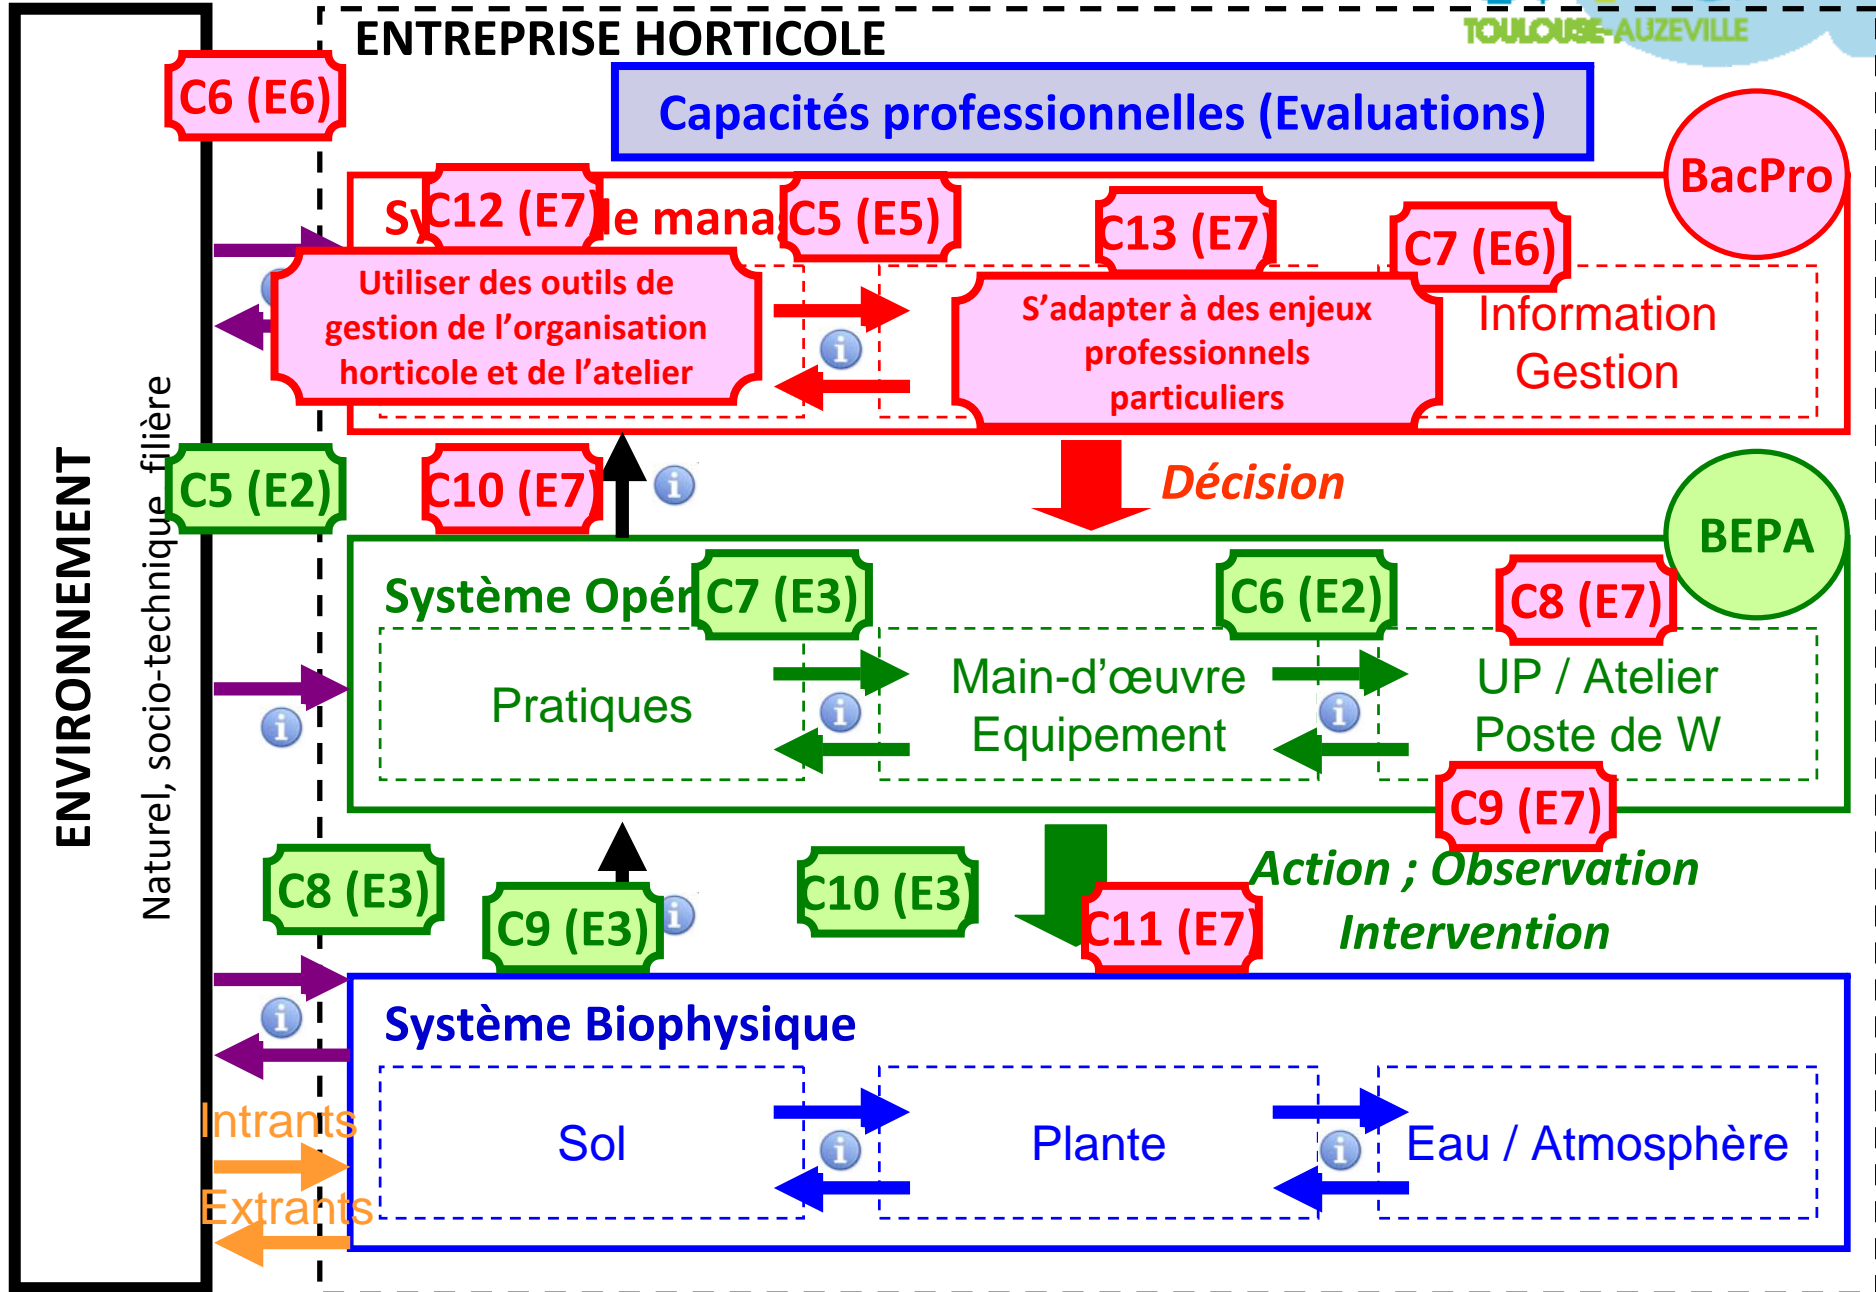 TOULOUSE-AUZEVILLE
ENTREPRISE HORTICOLE
C6 (E6)
Capacités professionnelles (Evaluations)
BacPro
C12 (E7)
le
C5 (E5)
C13 (E7)
C7 (E6)
Utiliser des outils de
gestion de l’organisation
horticole et de l’atelier
S’adapter à des enjeux
professionnels
particuliers
Information
Gestion
ENVIRONNEMENT
Naturel, socio-technique, filière
C5 (E2)
C10 (E7)
Décision
BEPA
Système
C7 (E3)
C6 (E2)
C8 (E7)
Pratiques
Main-d’œuvre
Equipement
UP / Atelier
Poste de W
C9 (E7)
C8 (E3)
C9 (E3)
C10 (E3)
C11 (E7)
Action ; Observation
Intervention
Système Biophysique
Sol
Plante
Eau / Atmosphère
Intrants
Extrants